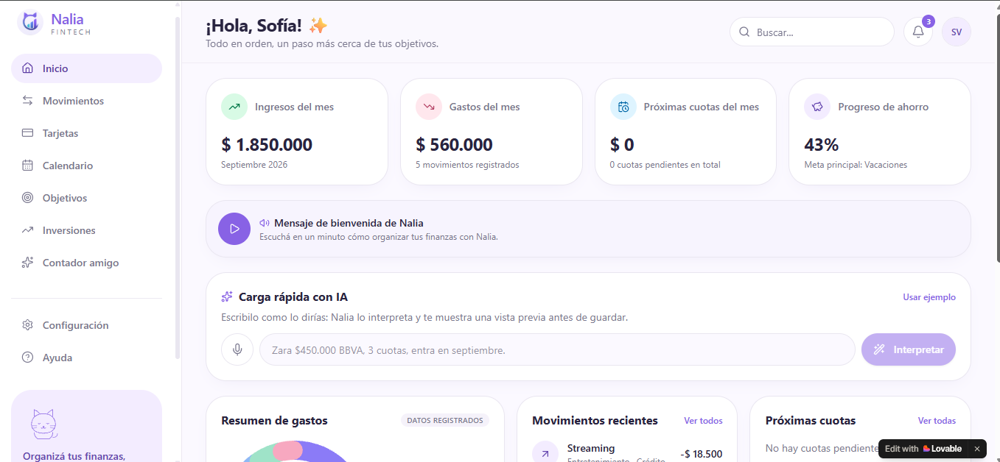 Nalia
FINTECH
Inicio
Movimientos
Tarjetas
Calendario
Objetivos
Inversiones
Contador amigo
Configuración
Ayuda
Organizá tus finanzas,
¡Hola, Sofía! ✨
Todo en orden, un paso más cerca de tus objetivos.
Buscar...
3
SV
Ingresos del mes
$ 1.850.000
Septiembre 2026
Gastos del mes
$ 560.000
5 movimientos registrados
Próximas cuotas del mes
$ 0
0 cuotas pendientes en total
Progreso de ahorro
43%
Meta principal: Vacaciones
Mensaje de bienvenida de Nalia
Escuchá en un minuto cómo organizar tus finanzas con Nalia.
Carga rápida con IA
Usar ejemplo
Escribilo como lo dirías: Nalia lo interpreta y te muestra una vista previa antes de guardar.
Zara $450.000 BBVA, 3 cuotas, entra en septiembre.
Interpretar
Resumen de gastos
DATOS REGISTRADOS
Movimientos recientes
Ver todos
Streaming
-$ 18.500
Entretenimiento · Crédito
Próximas cuotas
Ver todas
No hay cuotas pendiente
Edit with Lovable ×